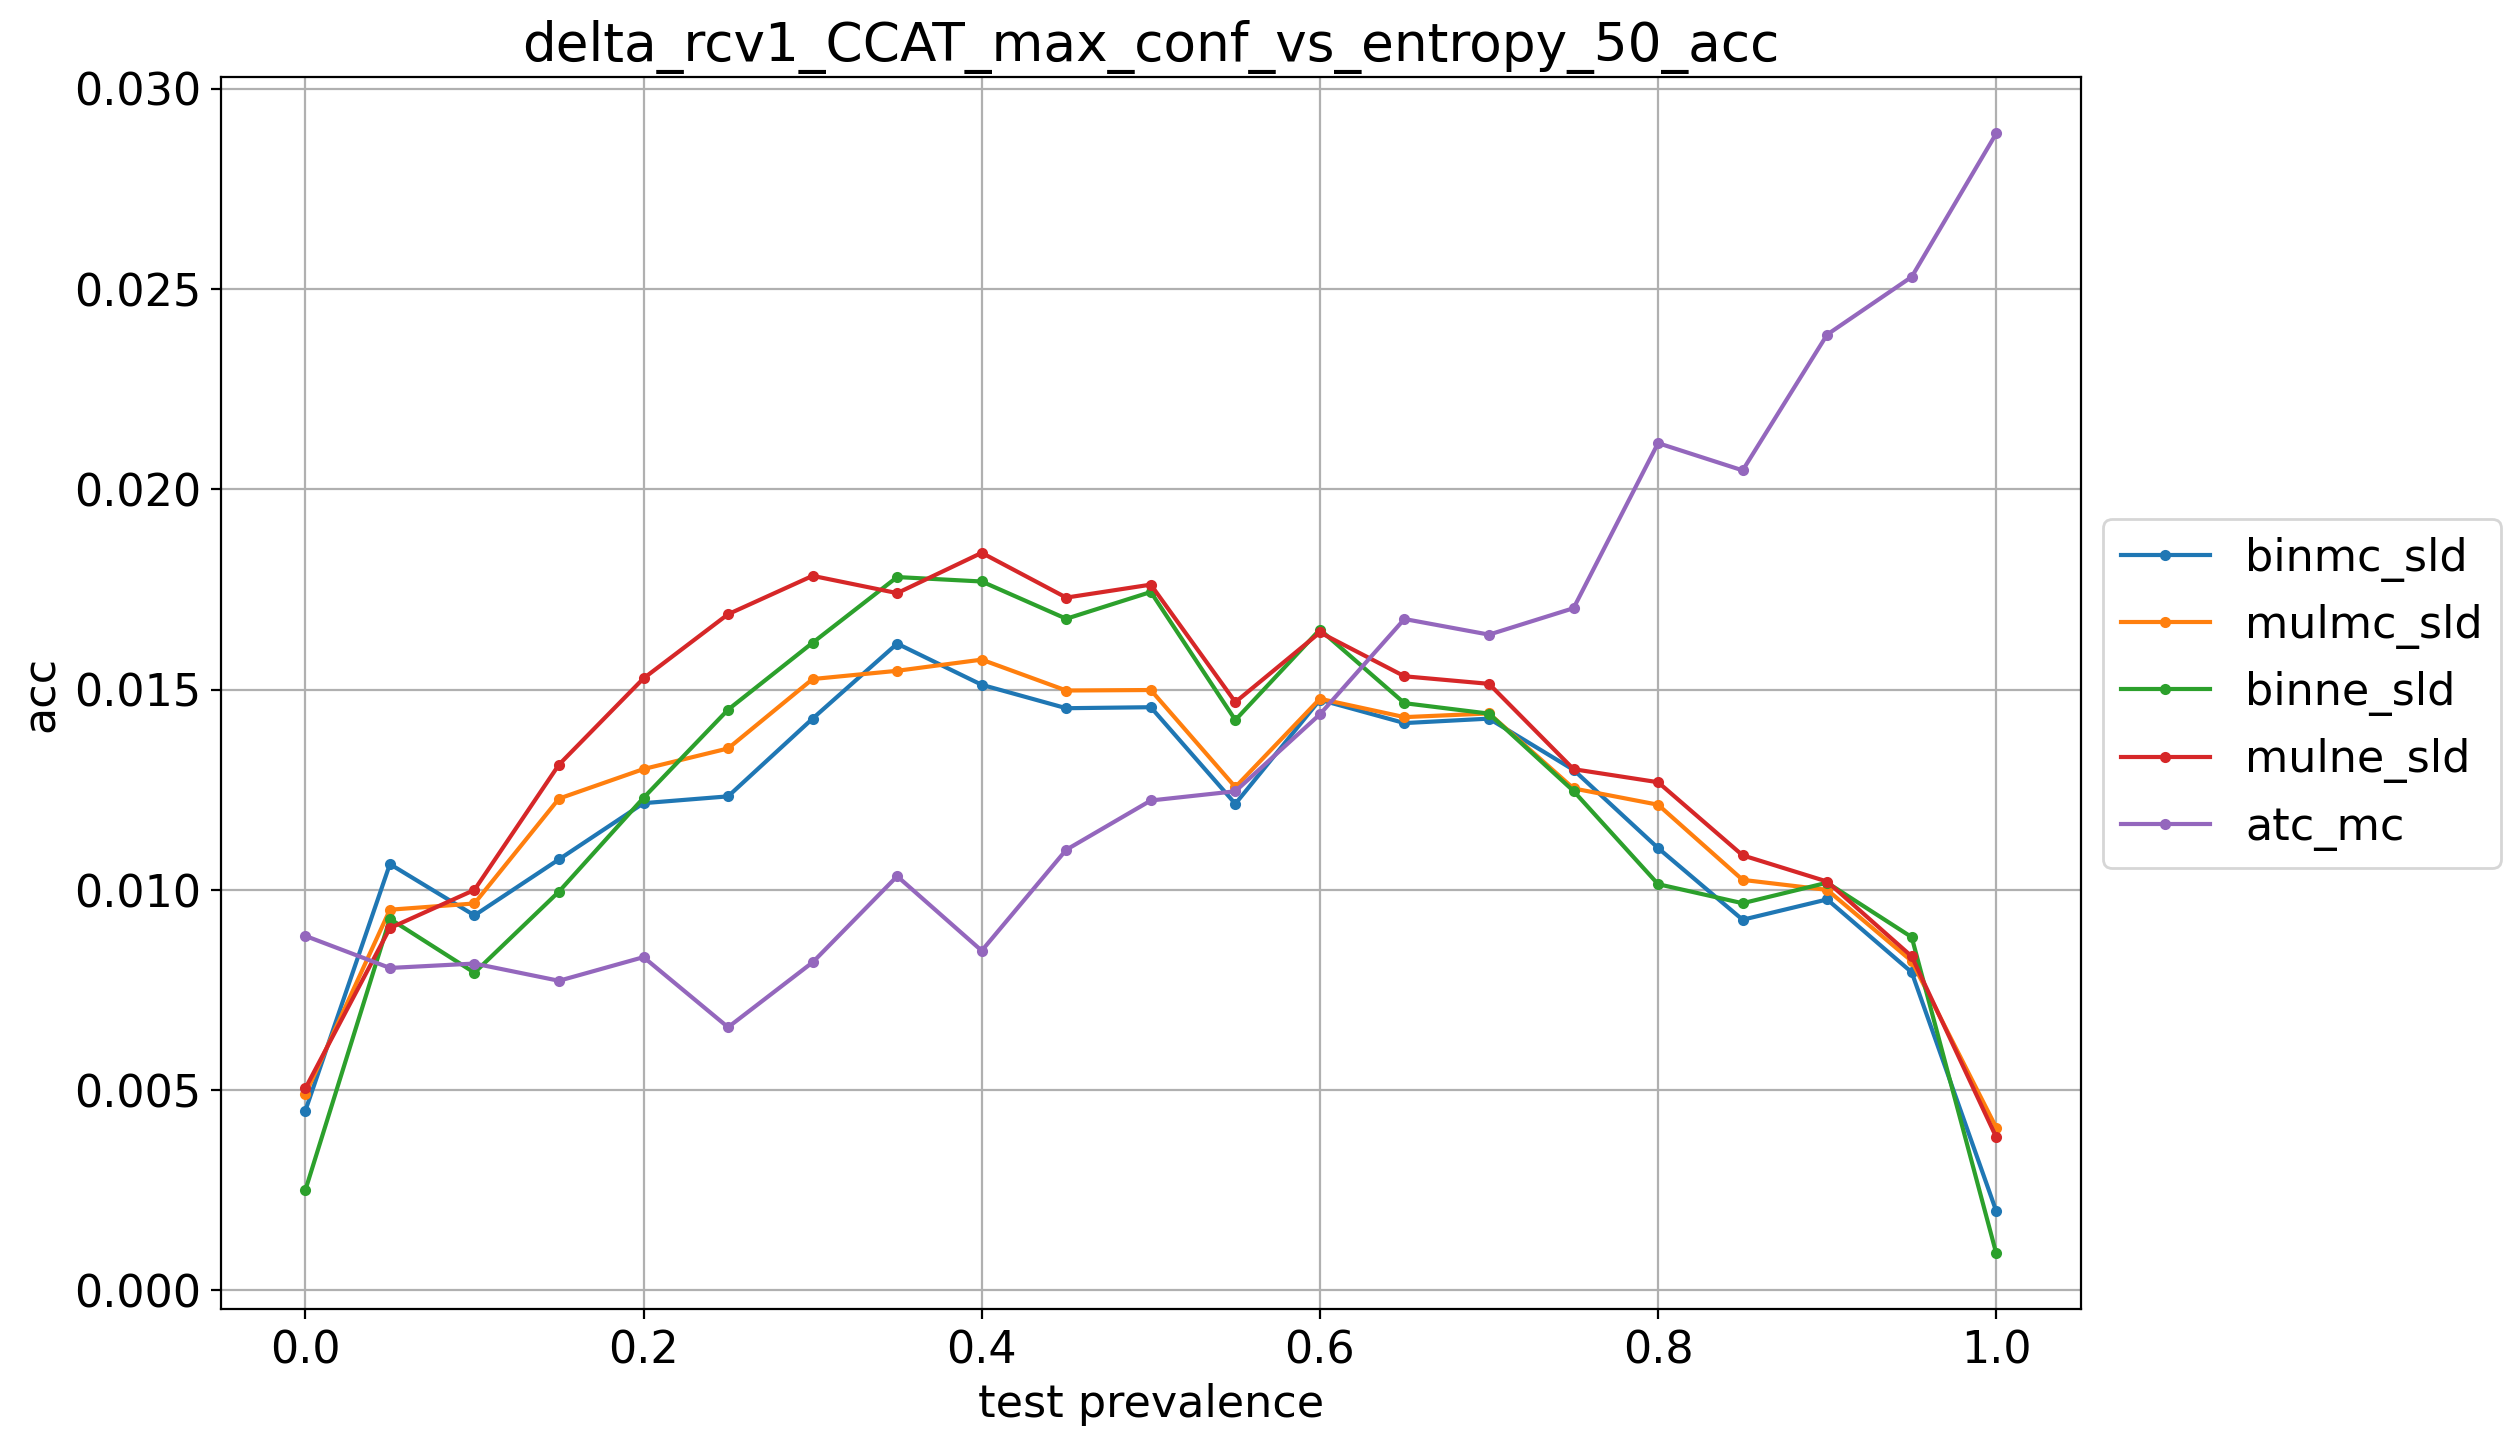 delta_rcv1_CCAT_max_conf_vs_entropy_50_acc
0.030
0.025
0.020
0.015
0.010
0.005
0.000
acc
0.0 0.2 0.4 0.6 0.8 1.0
test prevalence
binmc_sld
mulmc_sld
binne_sld
mulne_sld
atc_mc